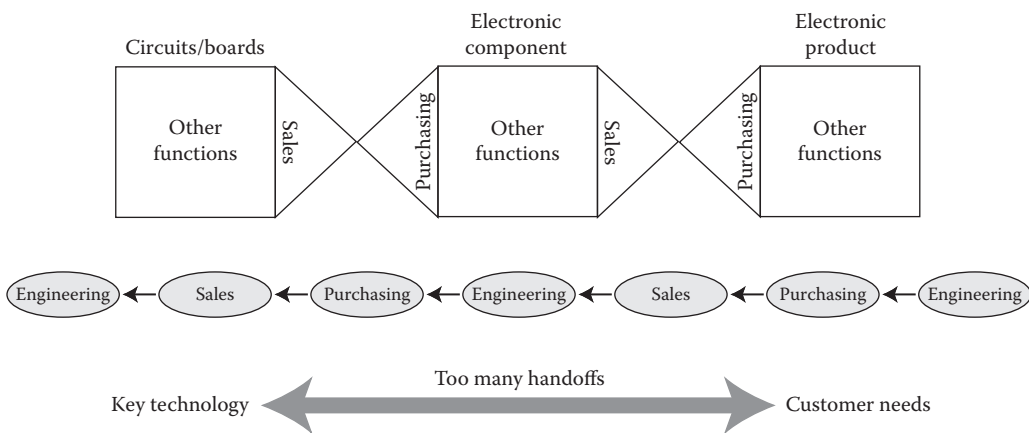 Circuits/boards
Electronic
component
Electronic
product
Other
functions
Sales
Purchasing
Other
functions
Sales
Purchasing
Other
functions
Engineering
Sales
Purchasing
Engineering
Sales
Purchasing
Engineering
Too many handoffs
Key technology
Customer needs